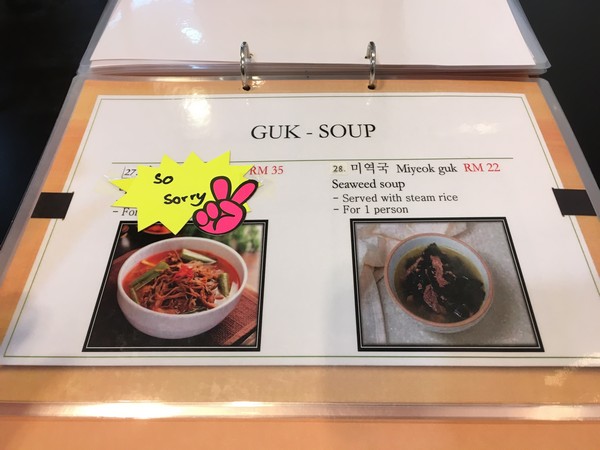 GUK - SOUP
27.
RM 35
So
Sorry
- For
28. 미역국 Miyeok guk RM 22
Seaweed soup
- Served with steam rice
- For 1 person